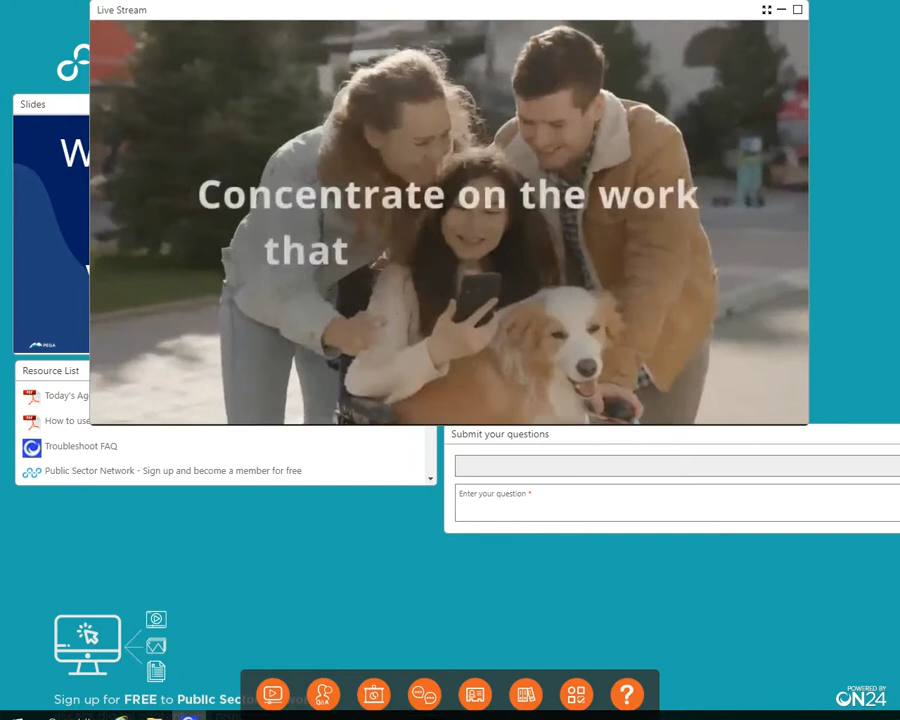 Live Stream
Slides
W
Concentrate on the work
that
PEGA
Resource List
Today's Ag
How to use
Troubleshoot FAQ
Public Sector Network - Sign up and become a member for free
Submit your questions
Enter your question *
Q&A
?
Sign up for FREE to Public Sec
POWERED BY
ON24